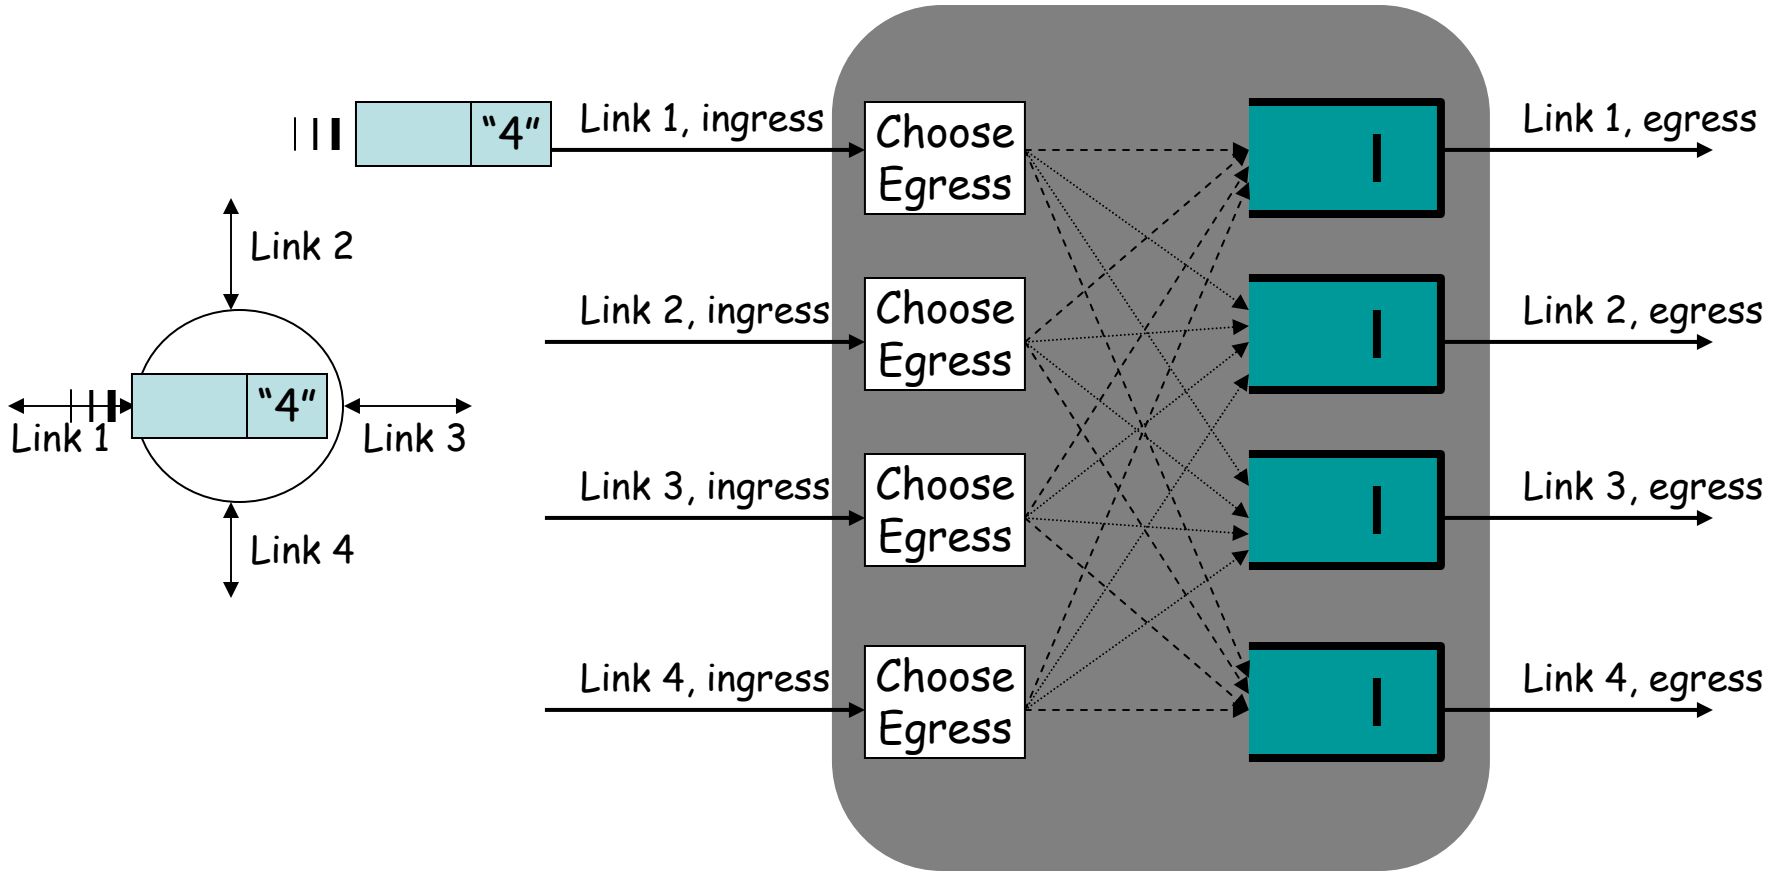 “4”
Link 1, ingress
Choose
Egress
Link 1, egress
Link 2
Link 2, ingress
Choose
Egress
Link 2, egress
“4”
Link 1
Link 3
Link 3, ingress
Choose
Egress
Link 3, egress
Link 4
Link 4, ingress
Choose
Egress
Link 4, egress